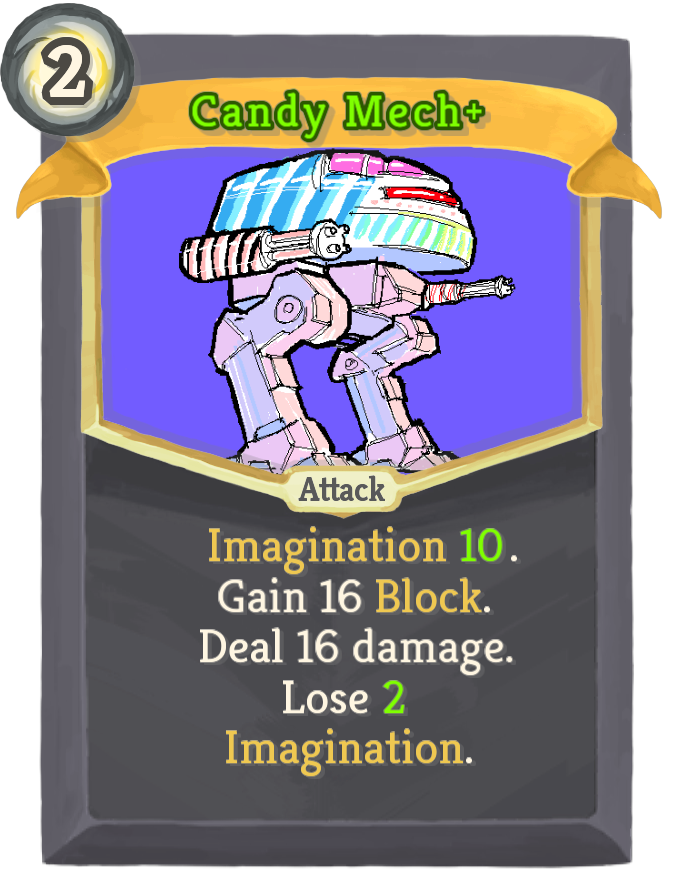 2
Candy Mech+
Attack
Imagination 10.
Gain 16 Block.
Deal 16 damage.
Lose 2
Imagination.